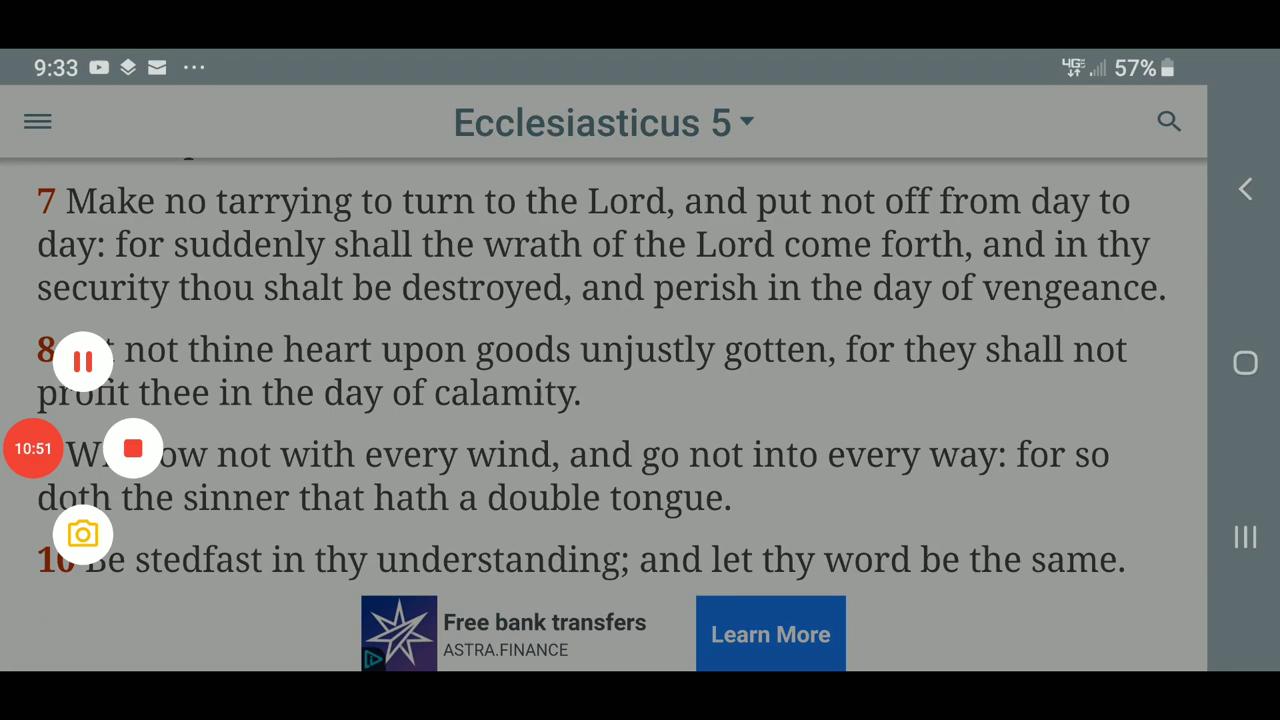 9:33
4G 57%
Ecclesiasticus 5
7 Make no tarrying to turn to the Lord, and put not off from day to
day: for suddenly shall the wrath of the Lord come forth, and in thy
security thou shalt be destroyed, and perish in the day of vengeance.
8 not thine heart upon goods unjustly gotten, for they shall not
profit thee in the day of calamity.
10:51
not with every wind, and go not into every way: for so
doth the sinner that hath a double tongue.
10 Be stedfast in thy understanding; and let thy word be the same.
Free bank transfers
ASTRA.FINANCE
Learn More